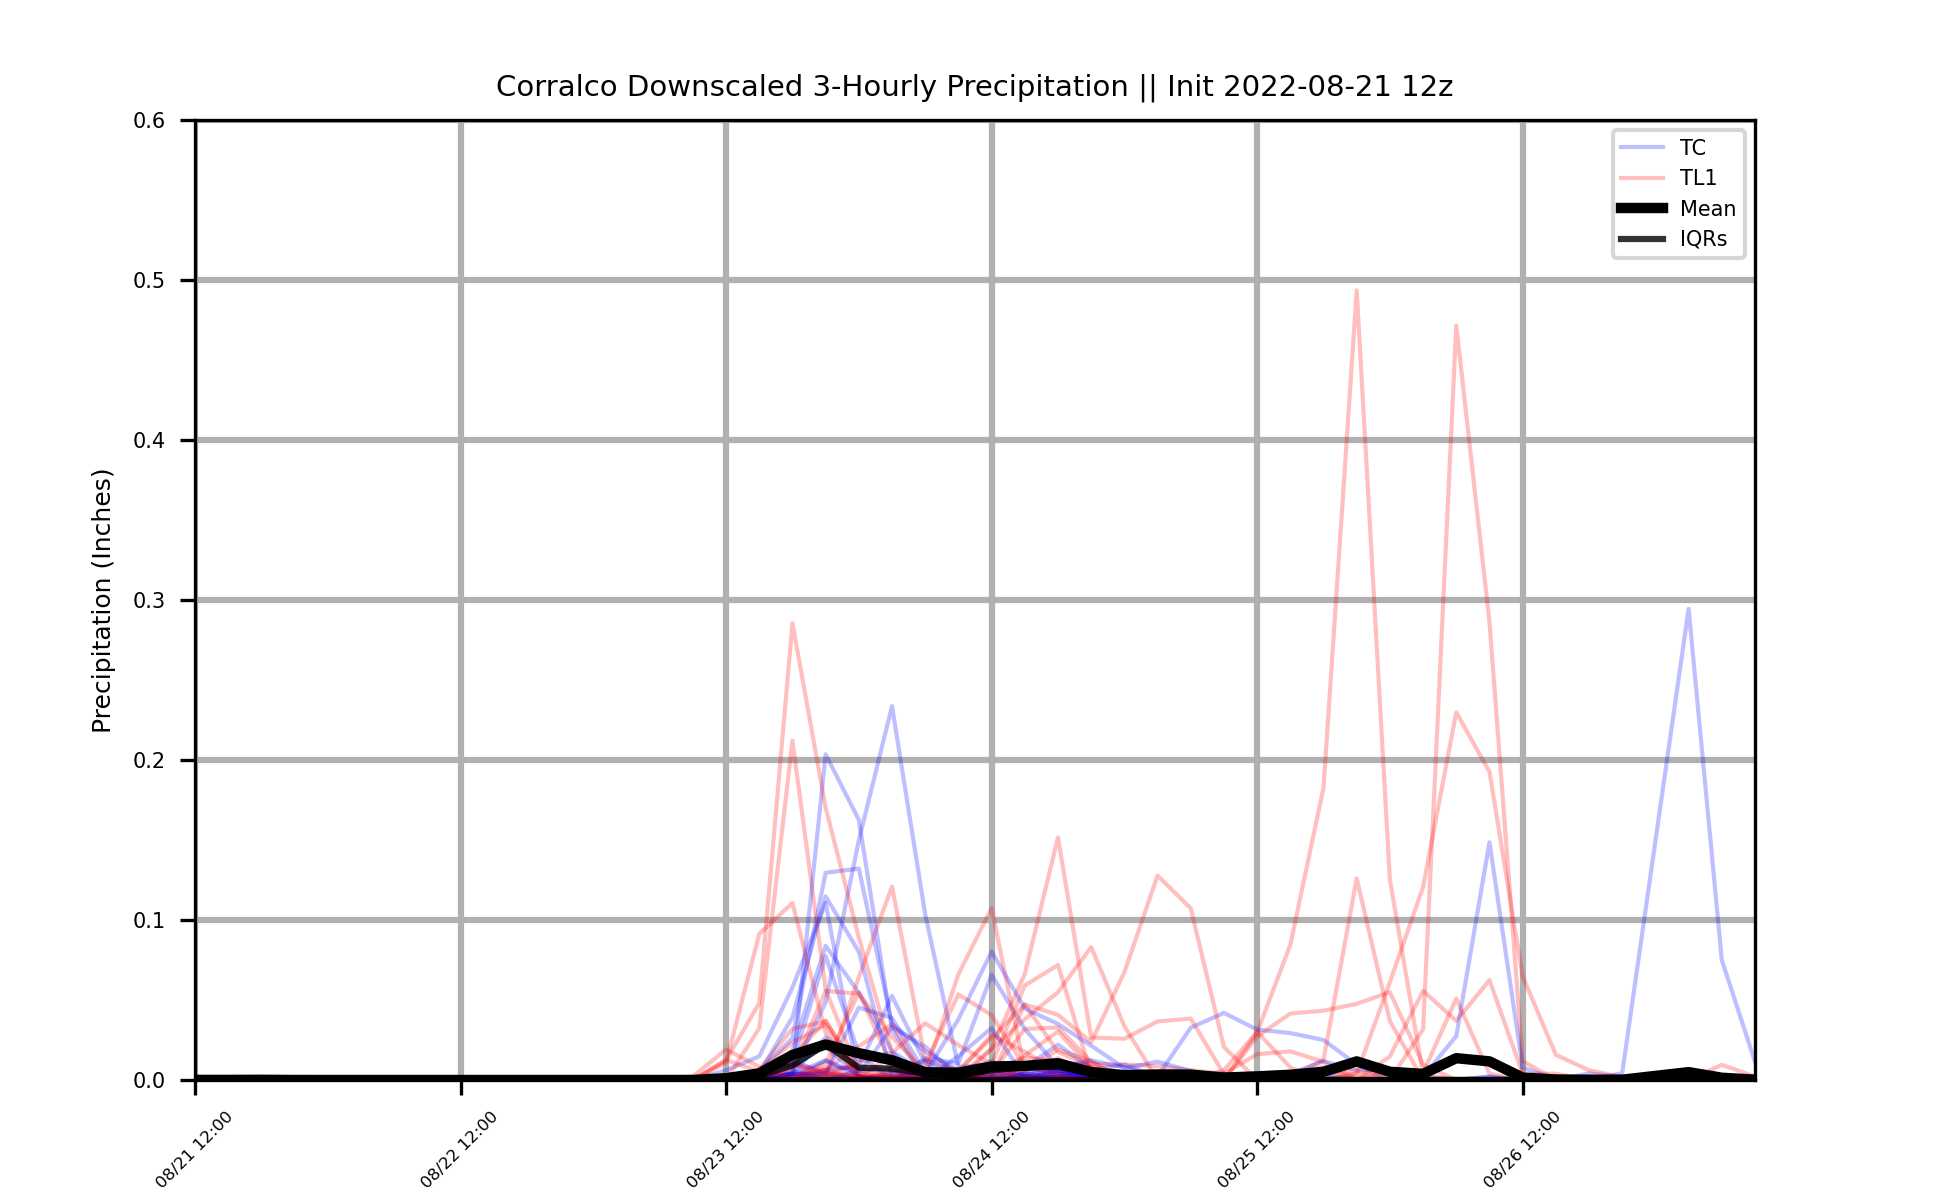 Corralco Downscaled 3-Hourly Precipitation || Init 2022-08-21 12z
Precipitation (Inches)
0.6
0.5
0.4
0.3
0.2
0.1
0.0
TC
TL1
Mean
IQRs
08/21 12:00
08/22 12:00
08/23 12:00
08/24 12:00
08/25 12:00
08/26 12:00